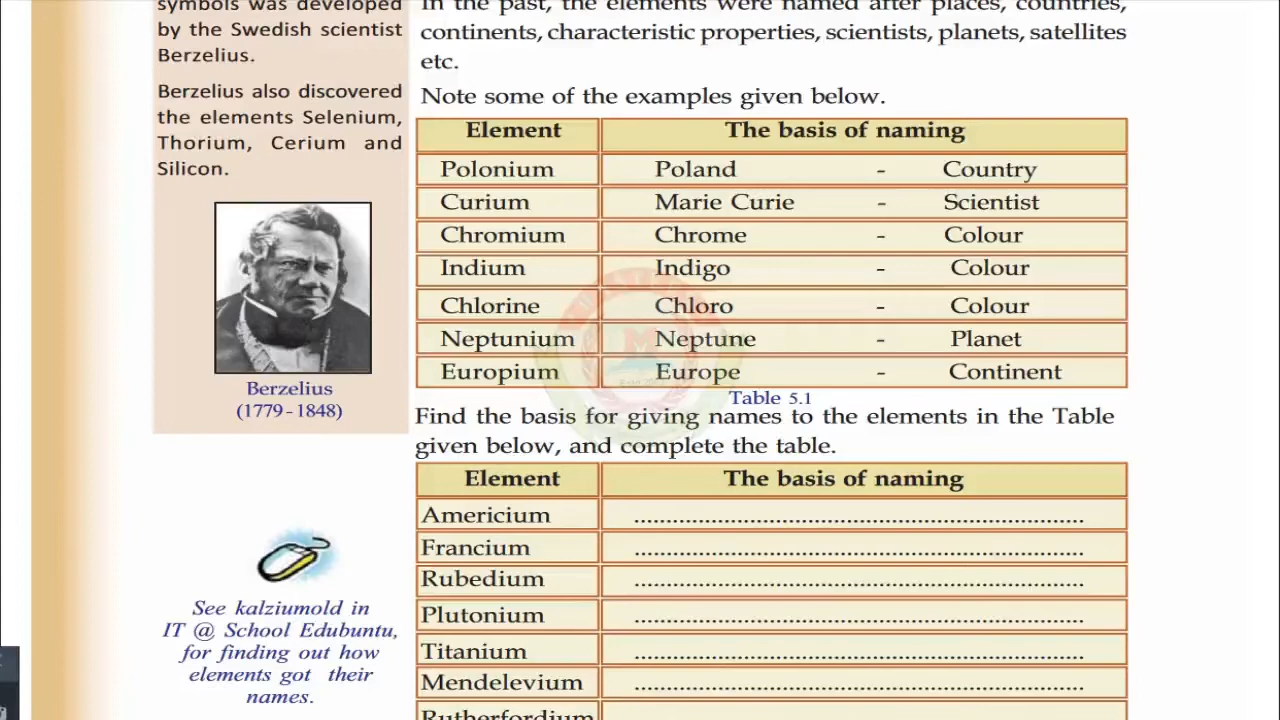 symbols was developed
by the Swedish scientist
Berzelius.
Berzelius also discovered
the elements Selenium,
Thorium, Cerium and
Silicon.
Berzelius
(1779 - 1848)
See kalziumold in
IT @ School Edubuntu,
for finding out how
elements got their
names.
In the past, the elements were named after places, countries,
continents, characteristic properties, scientists, planets, satellites
etc.
Note some of the examples given below.
Element The basis of naming
Polonium Poland - Country
Curium Marie Curie - Scientist
Chromium Chrome - Colour
Indium Indigo - Colour
Chlorine Chloro - Colour
Neptunium Neptune - Planet
Europium Europe - Continent
Table 5.1
Find the basis for giving names to the elements in the Table
given below, and complete the table.
Element The basis of naming
Americium ......................................................................
Francium ......................................................................
Rubedium ......................................................................
Plutonium ......................................................................
Titanium ......................................................................
Mendelevium ......................................................................
Rutherfordium